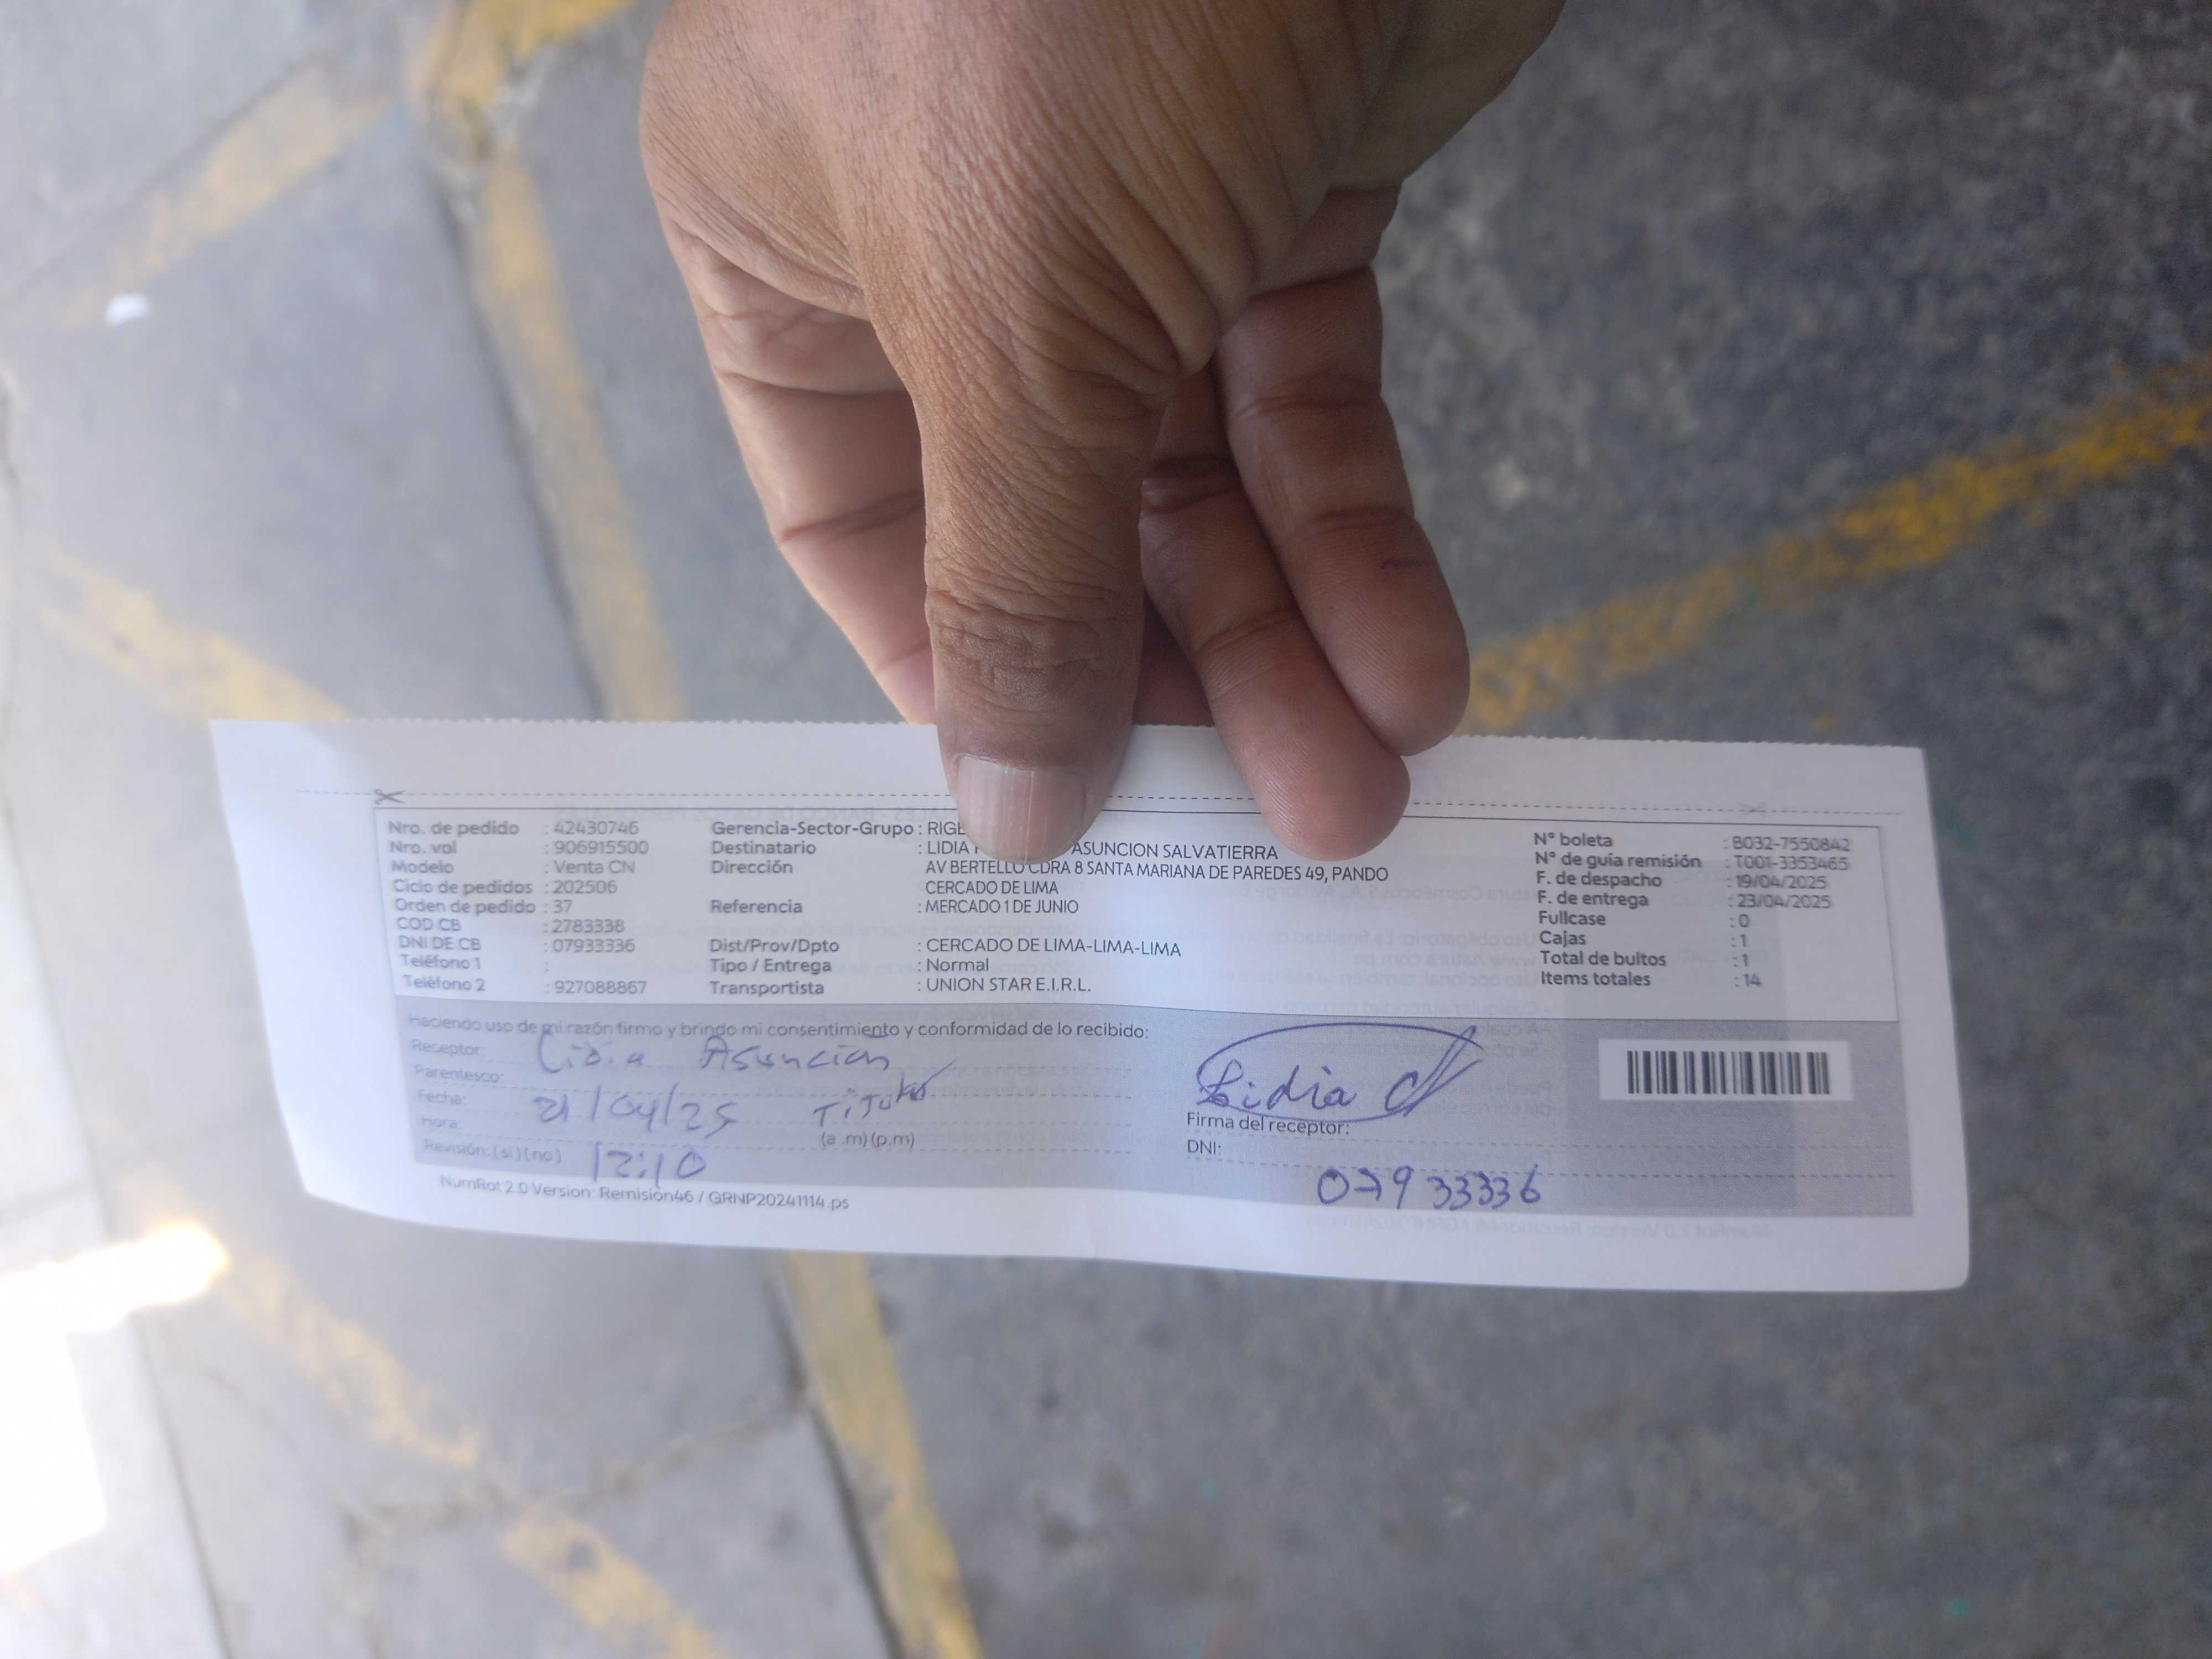 Nro. de pedido : 42430746 Gerencia-Sector-Grupo : RIGE N° boleta : B032-7550842
Nro. vol : 906915500 Destinatario : LIDIA ASUNCION SALVATIERRA N° de guía remisión : T001-3353465
Modelo : Venta CN Dirección AV BERTELLO CDRA 8 SANTA MARIANA DE PAREDES 49, PANDO F. de despacho : 19/04/2025
Ciclo de pedidos : 202506 CERCADO DE LIMA F. de entrega : 23/04/2025
Orden de pedido : 37 Referencia : MERCADO 1 DE JUNIO Fullcase : 0
COD CB : 2783338 Cajas : 1
DNI DE CB : 07933336 Dist/Prov/Dpto : CERCADO DE LIMA-LIMA-LIMA Total de bultos : 1
Teléfono 1 : Tipo / Entrega : Normal Items totales : 14
Teléfono 2 : 927088867 Transportista : UNION STAR E.I.R.L.
Haciendo uso de mi razón firmo y brindo mi consentimiento y conformidad de lo recibido:
Receptor: Lidia Asuncion
Parentesco: Titular
Fecha: 21/04/25
Hora: 12:10 (a .m) (p.m)
Revisión: (si) (no)
Lidia A
Firma del receptor:
DNI: 07933336
NumRot 2.0 Version: Remision46 / GRNP20241114.ps